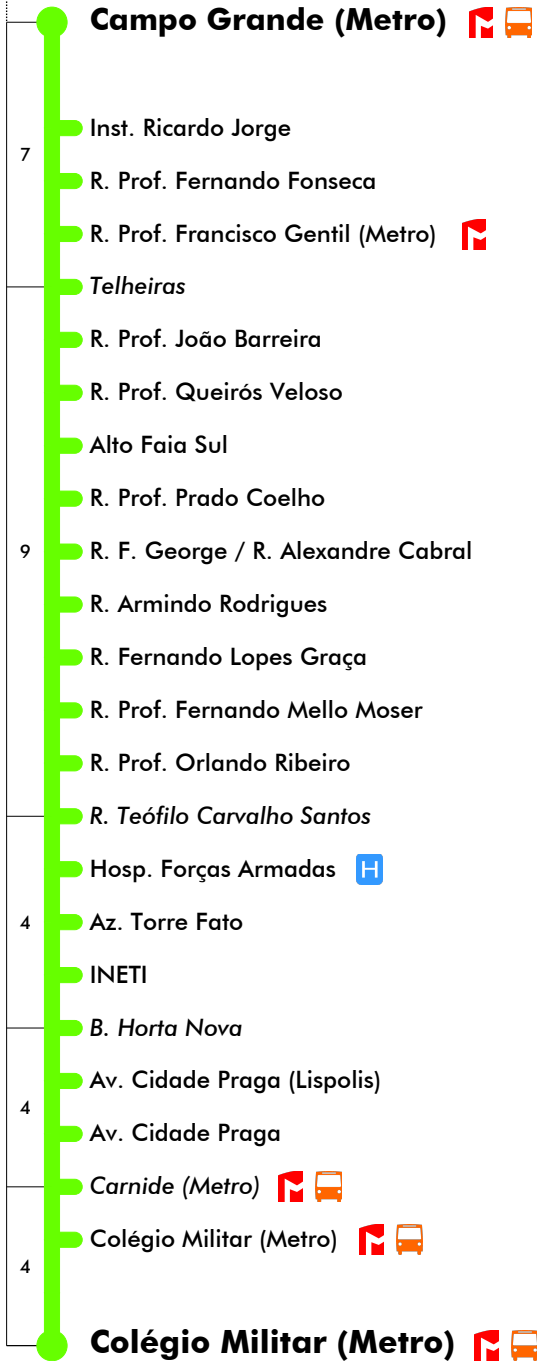 Campo Grande (Metro)
Inst. Ricardo Jorge
7
R. Prof. Fernando Fonseca
R. Prof. Francisco Gentil (Metro)
Telheiras
R. Prof. João Barreira
R. Prof. Queirós Veloso
Alto Faia Sul
R. Prof. Prado Coelho
9
R. F. George / R. Alexandre Cabral
R. Armindo Rodrigues
R. Fernando Lopes Graça
R. Prof. Fernando Mello Moser
R. Prof. Orlando Ribeiro
R. Teófilo Carvalho Santos
Hosp. Forças Armadas H
4
Az. Torre Fato
INETI
B. Horta Nova
Av. Cidade Praga (Lispolis)
4
Av. Cidade Praga
Carnide (Metro)
Colégio Militar (Metro)
4
Colégio Militar (Metro)